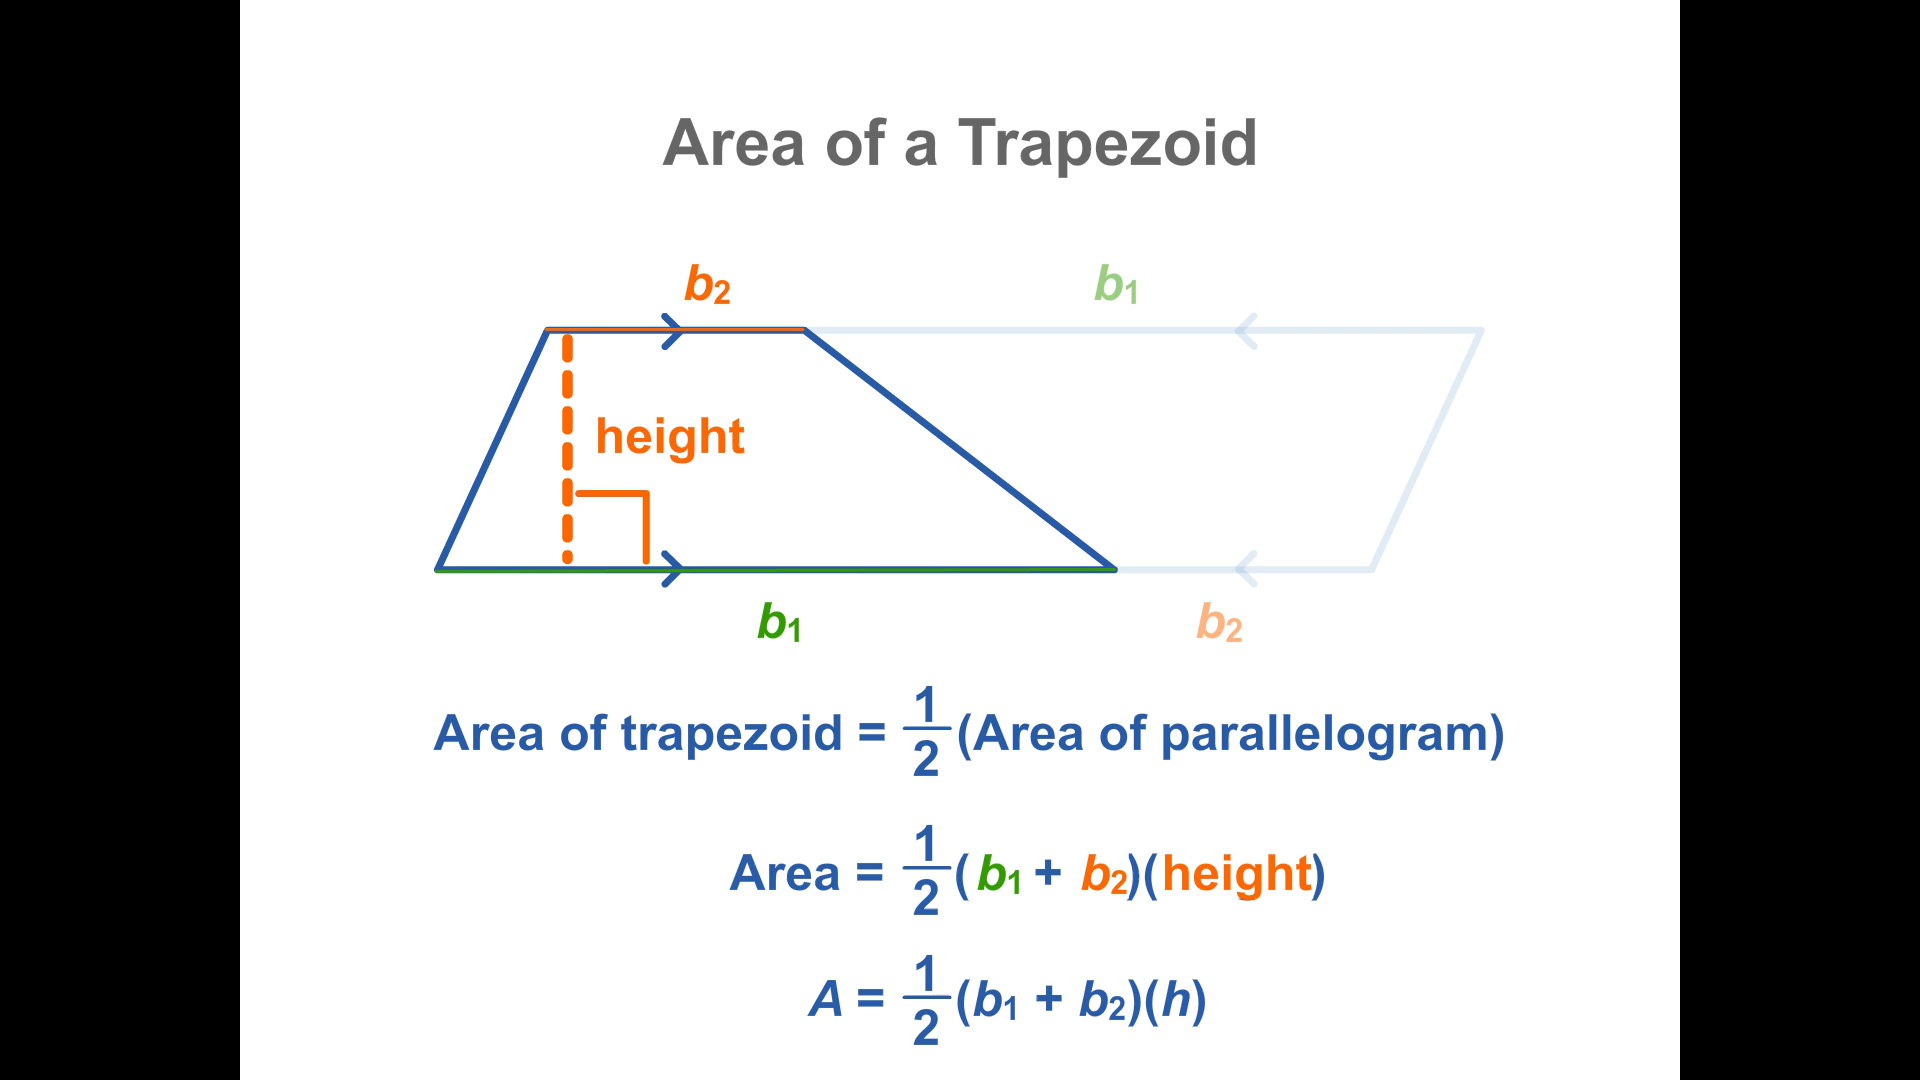 Area of a Trapezoid
b₂ b₁
height
b₁ b₂
Area of trapezoid = 1/2 (Area of parallelogram)
Area = 1/2 (b₁ + b₂)(height)
A = 1/2 (b₁ + b₂)(h)